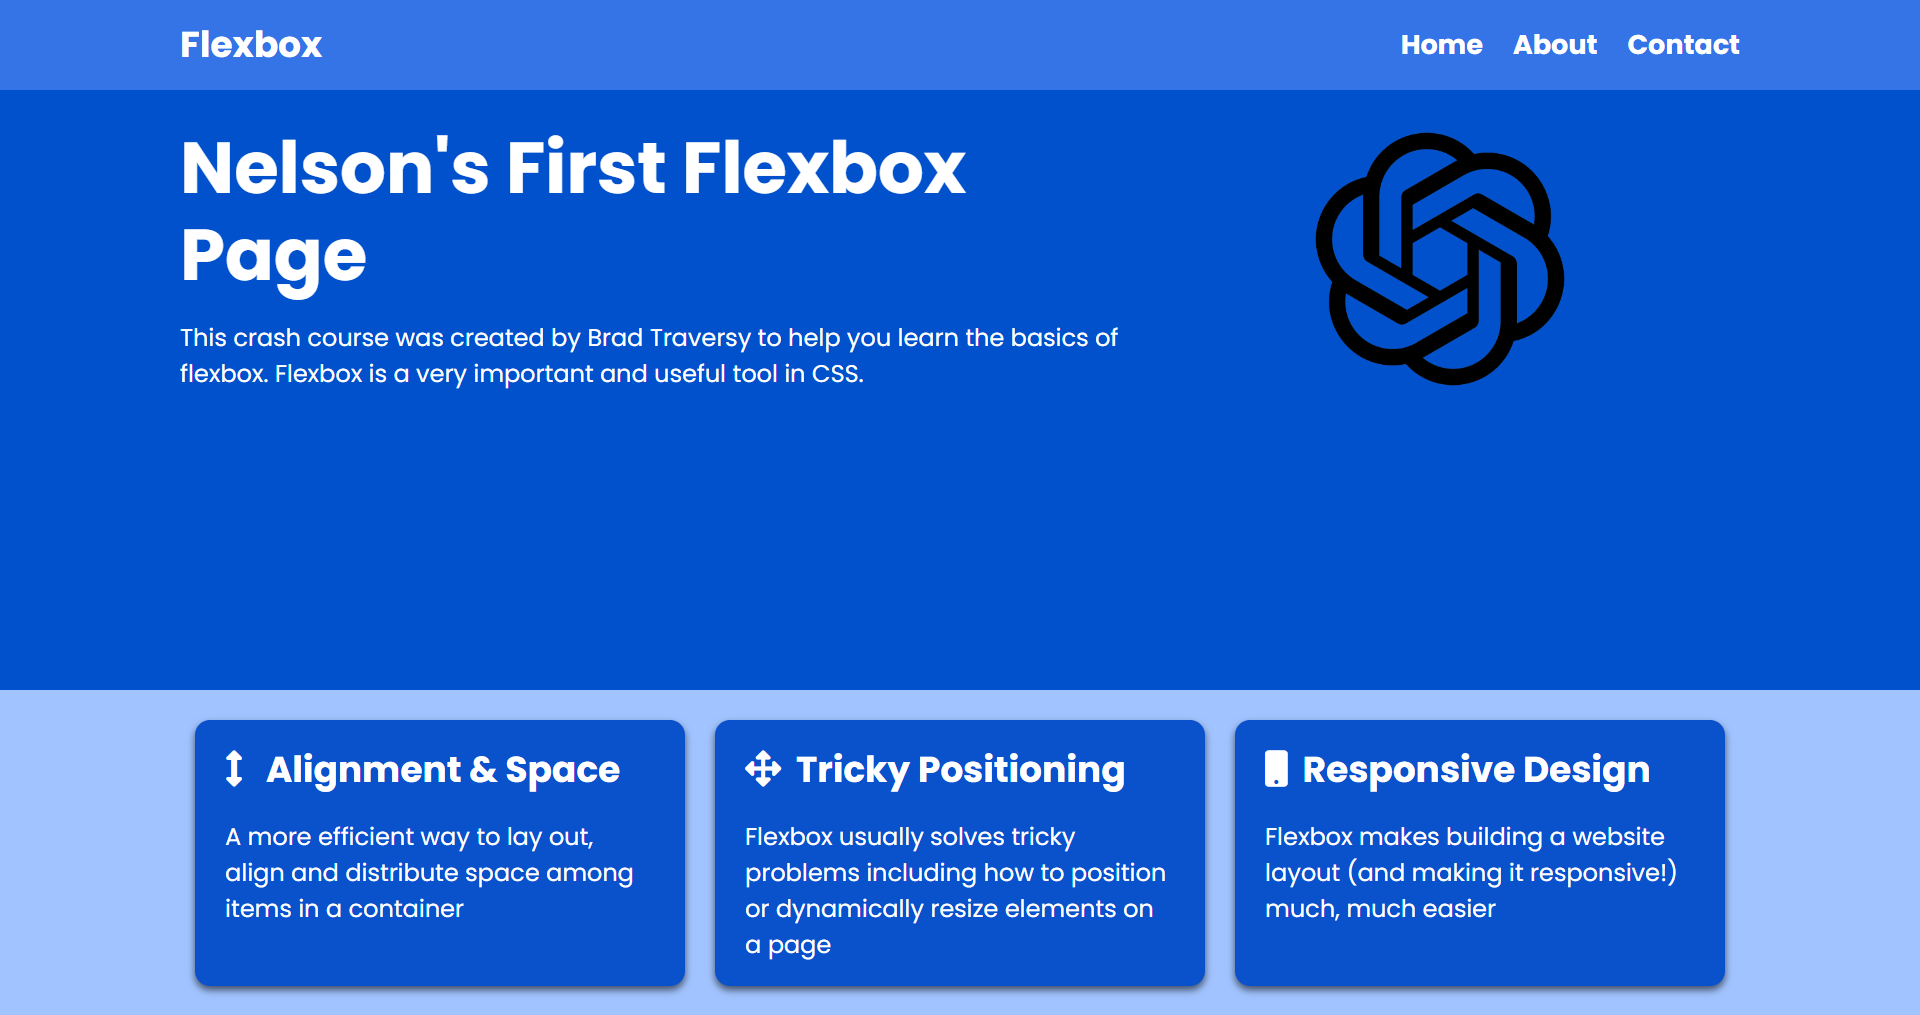 Flexbox
Home About Contact
Nelson's First Flexbox
Page
This crash course was created by Brad Traversy to help you learn the basics of
flexbox. Flexbox is a very important and useful tool in CSS.
Alignment & Space
A more efficient way to lay out,
align and distribute space among
items in a container
Tricky Positioning
Flexbox usually solves tricky
problems including how to position
or dynamically resize elements on
a page
Responsive Design
Flexbox makes building a website
layout (and making it responsive!)
much, much easier